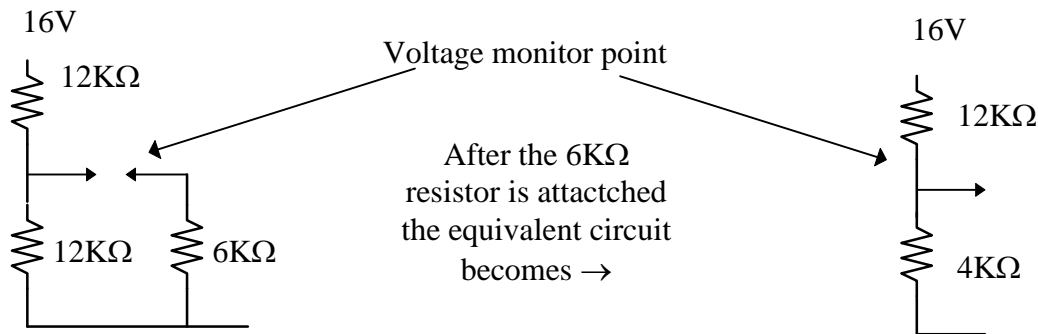 16V
12KΩ
12KΩ
6KΩ
Voltage monitor point
After the 6KΩ
resistor is attactched
the equivalent circuit
becomes →
16V
12KΩ
4KΩ